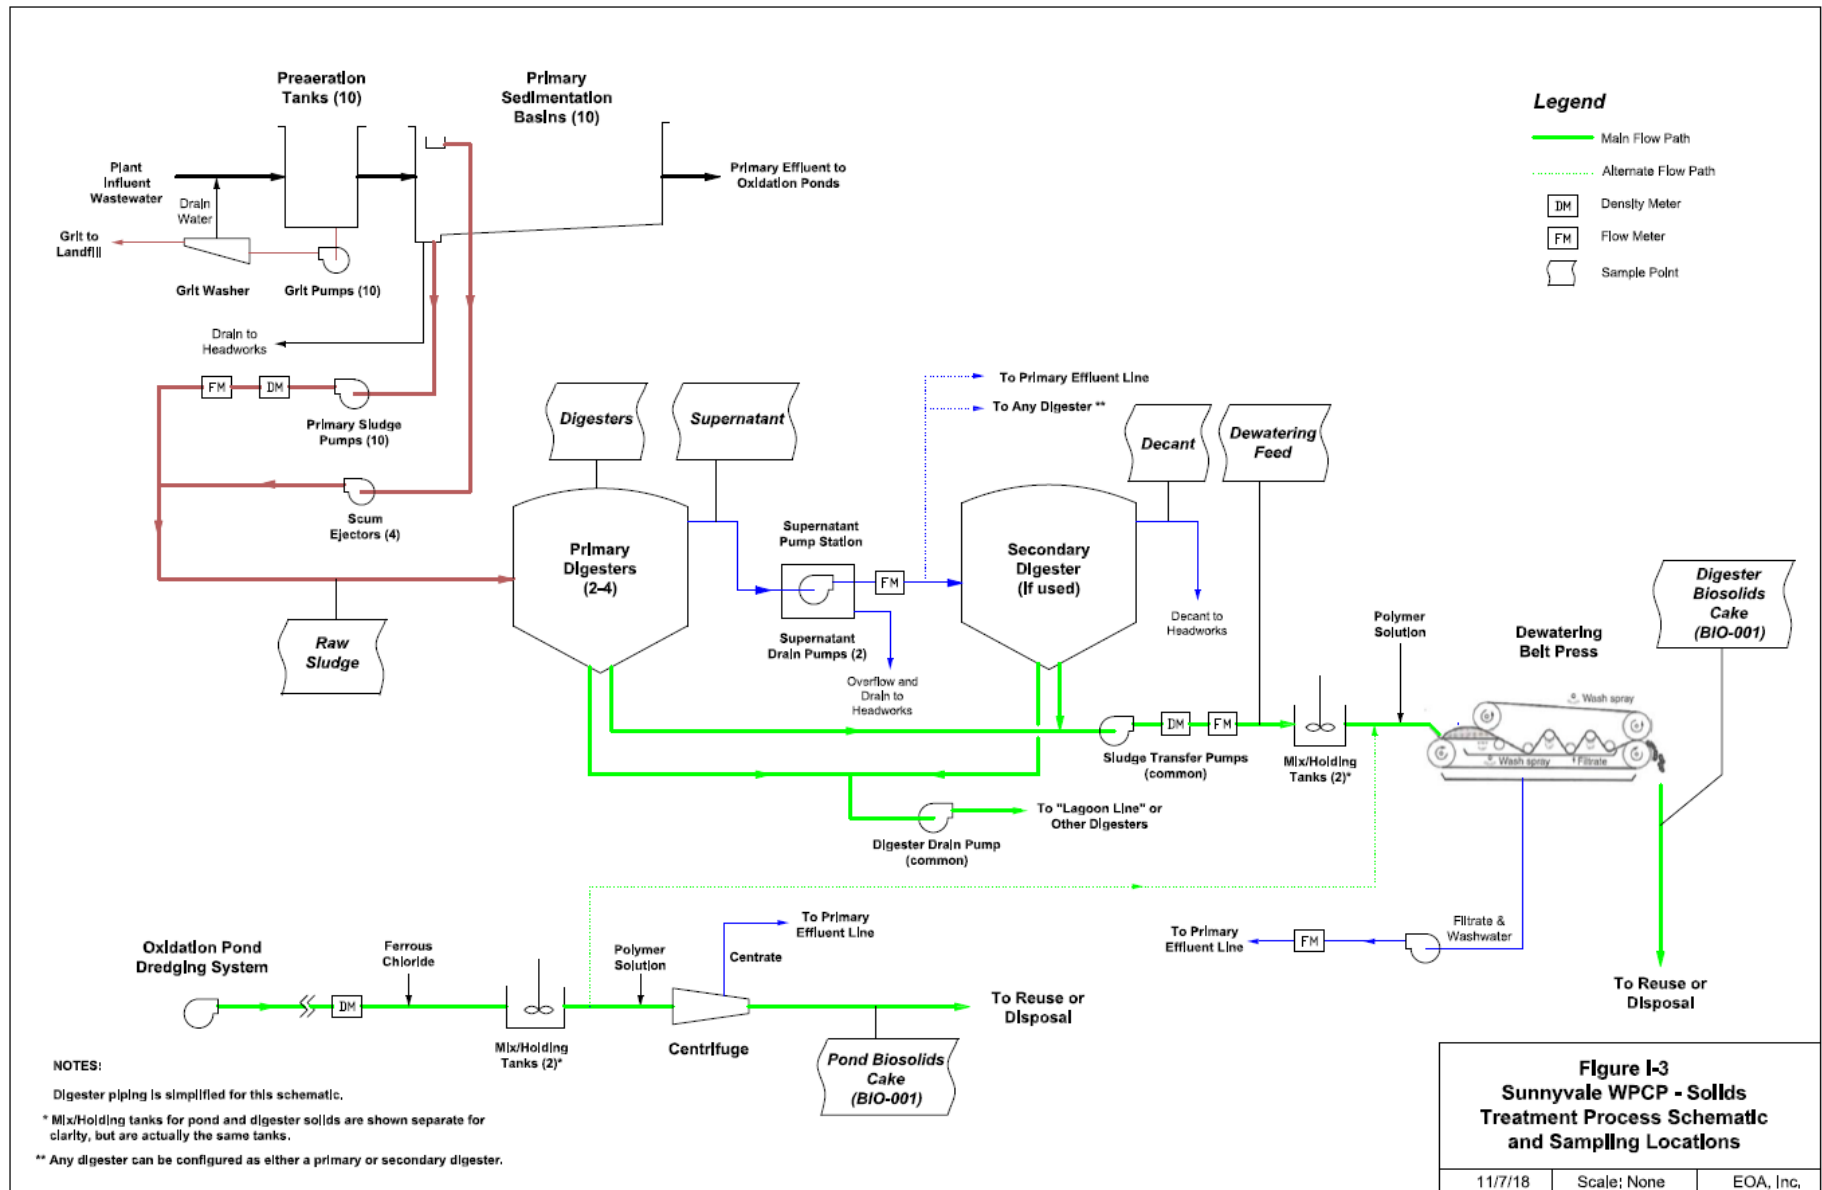 Preaeration
Tanks (10)
Primary
Sedimentation
Basins (10)
Legend
Main Flow Path
Alternate Flow Path
DM
Density Meter
FM
Flow Meter
Sample Point
Plant
Influent
Wastewater
Drain
Water
Primary Effluent to
Oxidation Ponds
Grit to
Landfill
Grit Washer
Grit Pumps (10)
Drain to
Headworks
FM
DM
Primary Sludge
Pumps (10)
Scum
Ejectors (4)
Raw
Sludge
Digesters
Supernatant
To Primary Effluent Line
To Any Digester **
Decant
Dewatering
Feed
Primary
Digesters
(2-4)
Supernatant
Pump Station
FM
Supernatant
Drain Pumps (2)
Overflow and
Drain to
Headworks
Secondary
Digester
(If used)
Decant to
Headworks
Polymer
Solution
Dewatering
Belt Press
Digester
Biosolids
Cake
(BIO-001)
Wash spray
Wash spray
Filtrate
DM
FM
Sludge Transfer Pumps
(common)
Mix/Holding
Tanks (2)*
To "Lagoon Line" or
Other Digesters
Digester Drain Pump
(common)
To Primary
Effluent Line
FM
Filtrate &
Washwater
To Reuse or
Disposal
Oxidation Pond
Dredging System
DM
Ferrous
Chloride
Mix/Holding
Tanks (2)*
Polymer
Solution
To Primary
Effluent Line
Centrate
Centrifuge
To Reuse or
Disposal
Pond Biosolids
Cake
(BIO-001)
NOTES:
Digester piping is simplified for this schematic.
* Mix/Holding tanks for pond and digester solids are shown separate for
clarity, but are actually the same tanks.
** Any digester can be configured as either a primary or secondary digester.
Figure I-3
Sunnyvale WPCP - Solids
Treatment Process Schematic
and Sampling Locations
11/7/18
Scale: None
EOA, Inc.